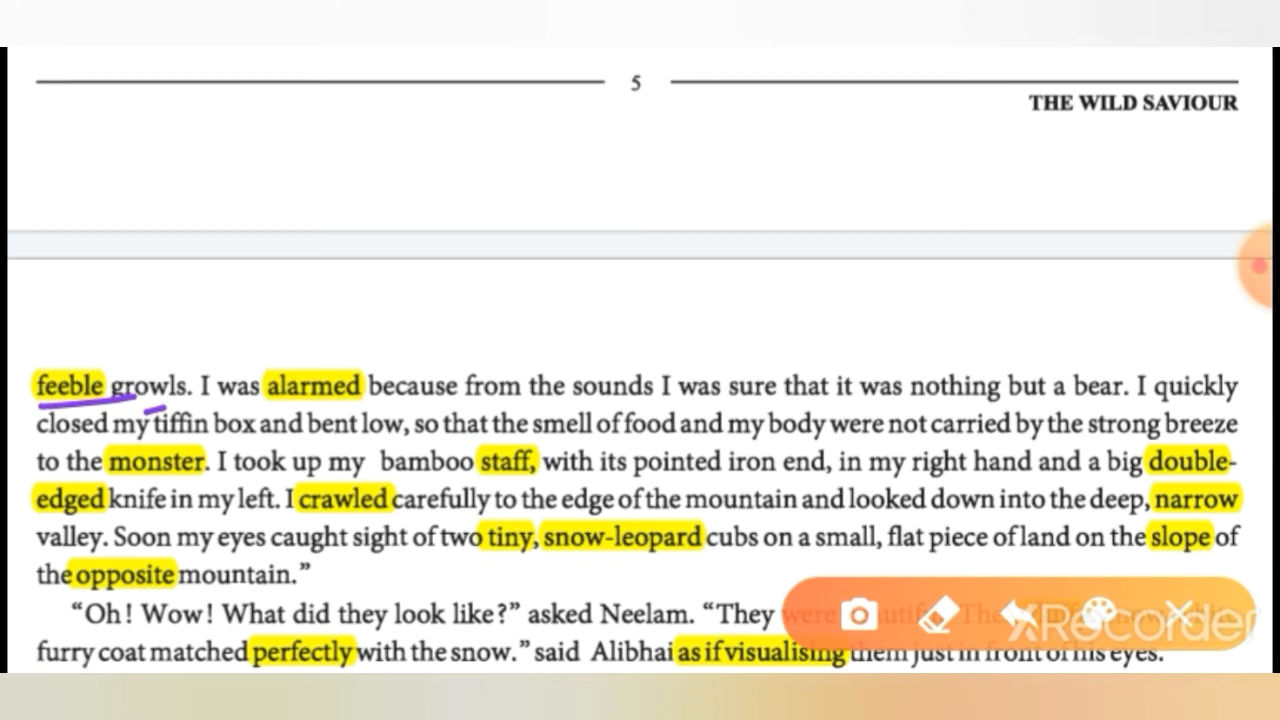 5
THE WILD SAVIOUR
feeble growls. I was alarmed because from the sounds I was sure that it was nothing but a bear. I quickly
closed my tiffin box and bent low, so that the smell of food and my body were not carried by the strong breeze
to the monster. I took up my bamboo staff, with its pointed iron end, in my right hand and a big double-
edged knife in my left. I crawled carefully to the edge of the mountain and looked down into the deep, narrow
valley. Soon my eyes caught sight of two tiny, snow-leopard cubs on a small, flat piece of land on the slope of
the opposite mountain.”
“Oh! Wow! What did they look like?” asked Neelam. “They were
XRecorder
furry coat matched perfectly with the snow.” said Alibhai as if visualising them just in front of his eyes.